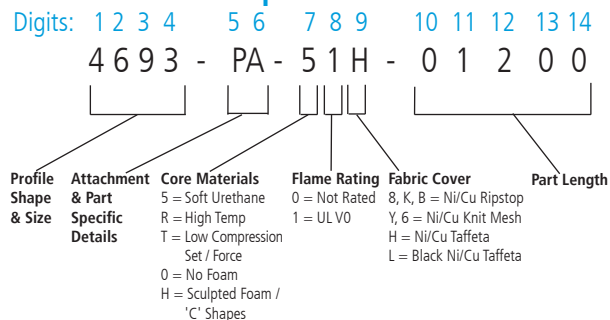 Digits: 1 2 3 4 5 6 7 8 9 10 11 12 13 14
4 6 9 3 - PA - 5 1 H - 0 1 2 0 0
Profile
Shape
& Size
Attachment
& Part
Specific
Details
Core Materials
5 = Soft Urethane
R = High Temp
T = Low Compression
Set / Force
0 = No Foam
H = Sculpted Foam /
'C' Shapes
Flame Rating
0 = Not Rated
1 = UL V0
Fabric Cover
8, K, B = Ni/Cu Ripstop
Y, 6 = Ni/Cu Knit Mesh
H = Ni/Cu Taffeta
L = Black Ni/Cu Taffeta
Part Length